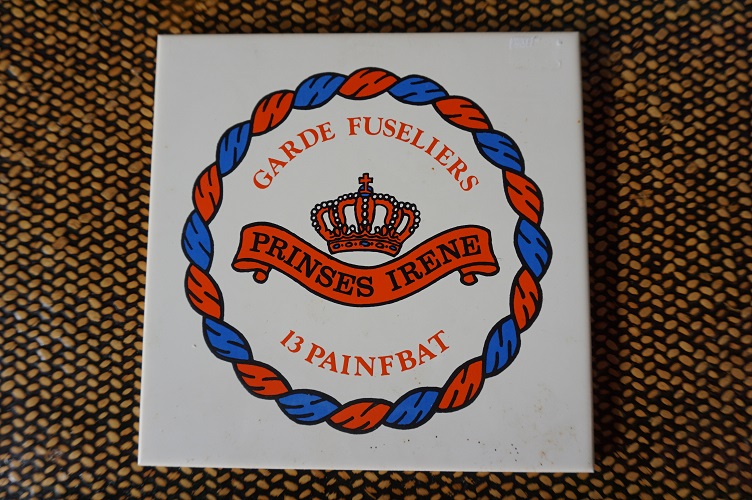 GARDE FUSELIERS
PRINSES IRENE
13 PAINFBAT